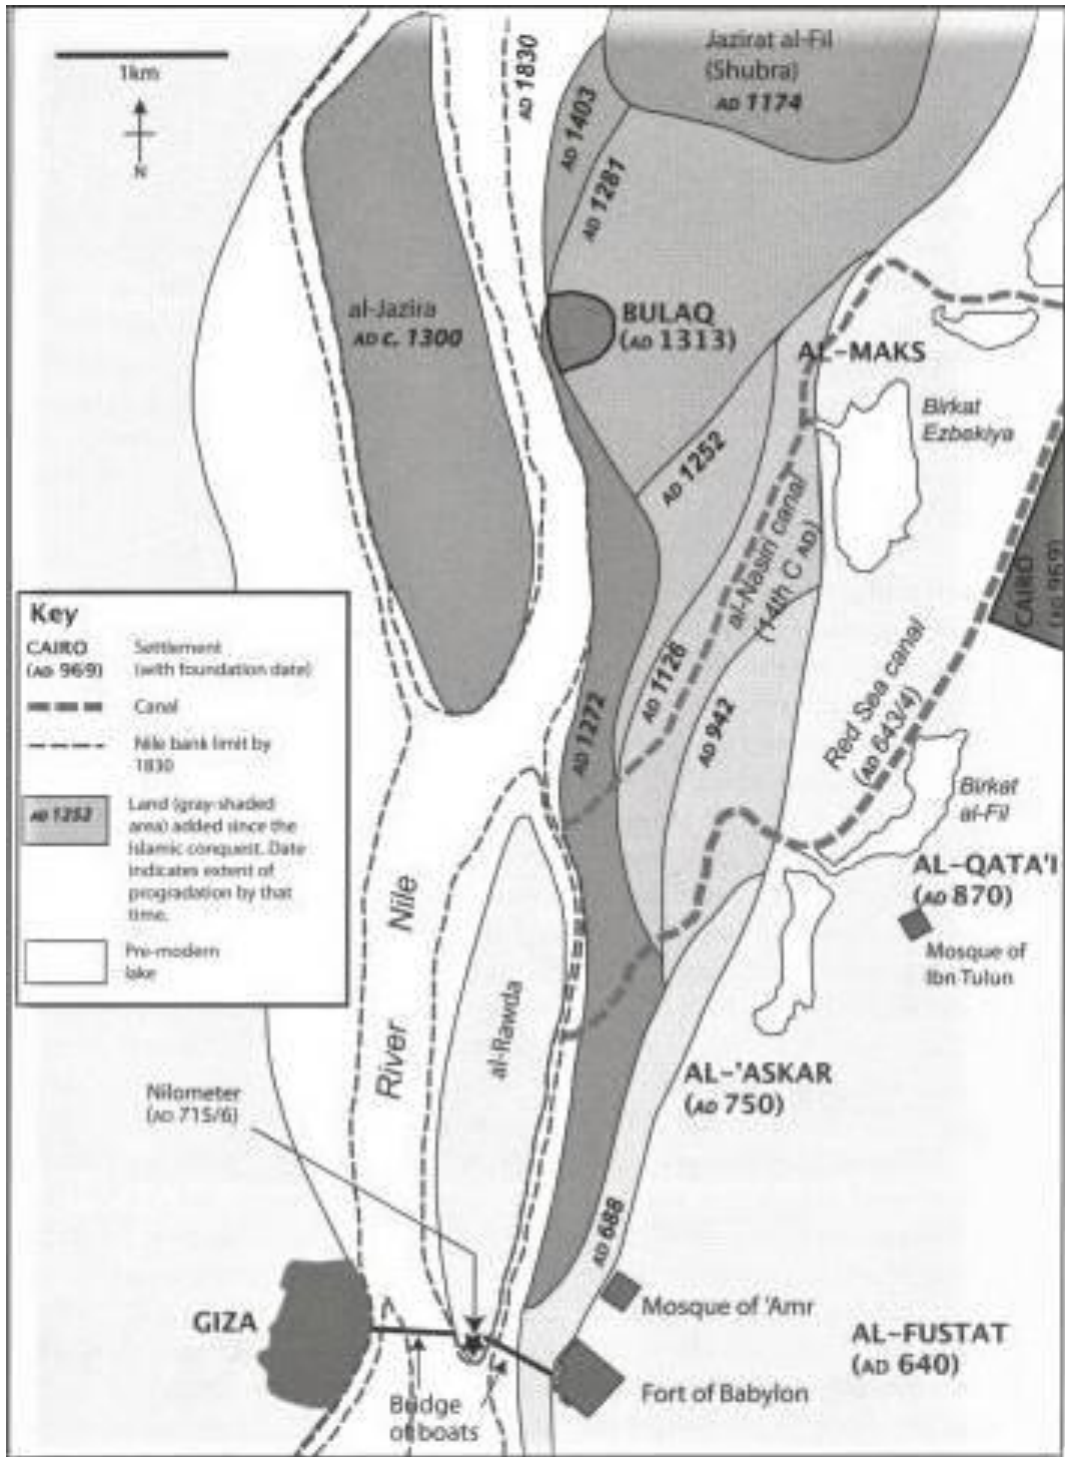 1km
N
AD 1830
AD 1403
AD 1281
Jazirat al-Fil
(Shubra)
AD 1174
al-Jazira
AD c. 1300
BULAQ
(AD 1313)
AL-MAKS
Birkat
Ezbekiya
AD 1252
al-Nasiri canal
(14th C AD)
CAIRO
(AD 969)
AD 1126
AD 942
AD 1272
Red Sea canal
(AD 643/4)
Birkat
al-Fil
AL-QATA'I
(AD 870)
Mosque of
Ibn Tulun
Key
CAIRO
(AD 969)
Settlement
(with foundation date)
Canal
Nile bank limit by
1830
AD 1252
Land (gray-shaded
area) added since the
Islamic conquest. Date
indicates extent of
progradation by that
time.
Pre-modern
lake
River Nile
al-Rawda
Nilometer
(AD 715/6)
AL-'ASKAR
(AD 750)
AD 688
GIZA
Mosque of 'Amr
AL-FUSTAT
(AD 640)
Fort of Babylon
Bridge
of boats